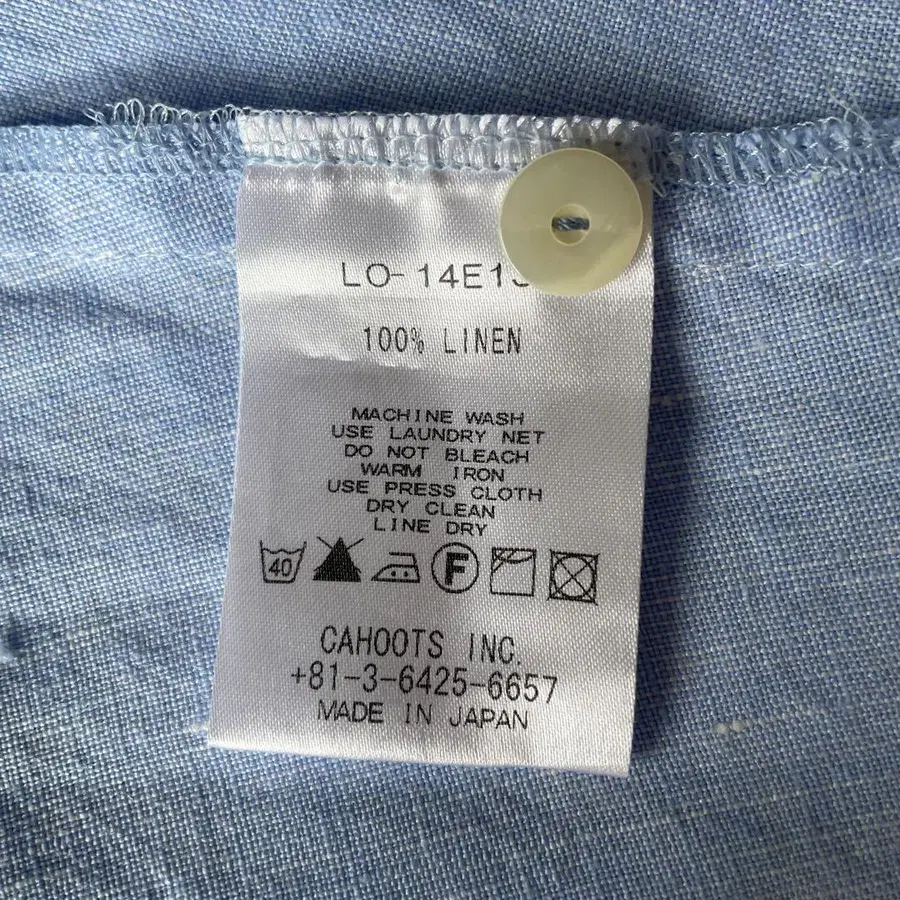 100% LINEN
MACHINE WASH
USE LAUNDRY NET
DO NOT BLEACH
WARM IRON
USE PRESS CLOTH
DRY CLEAN
LINE DRY
40 F
CAHOOTS INC.
+81-3-6425-6657
MADE IN JAPAN